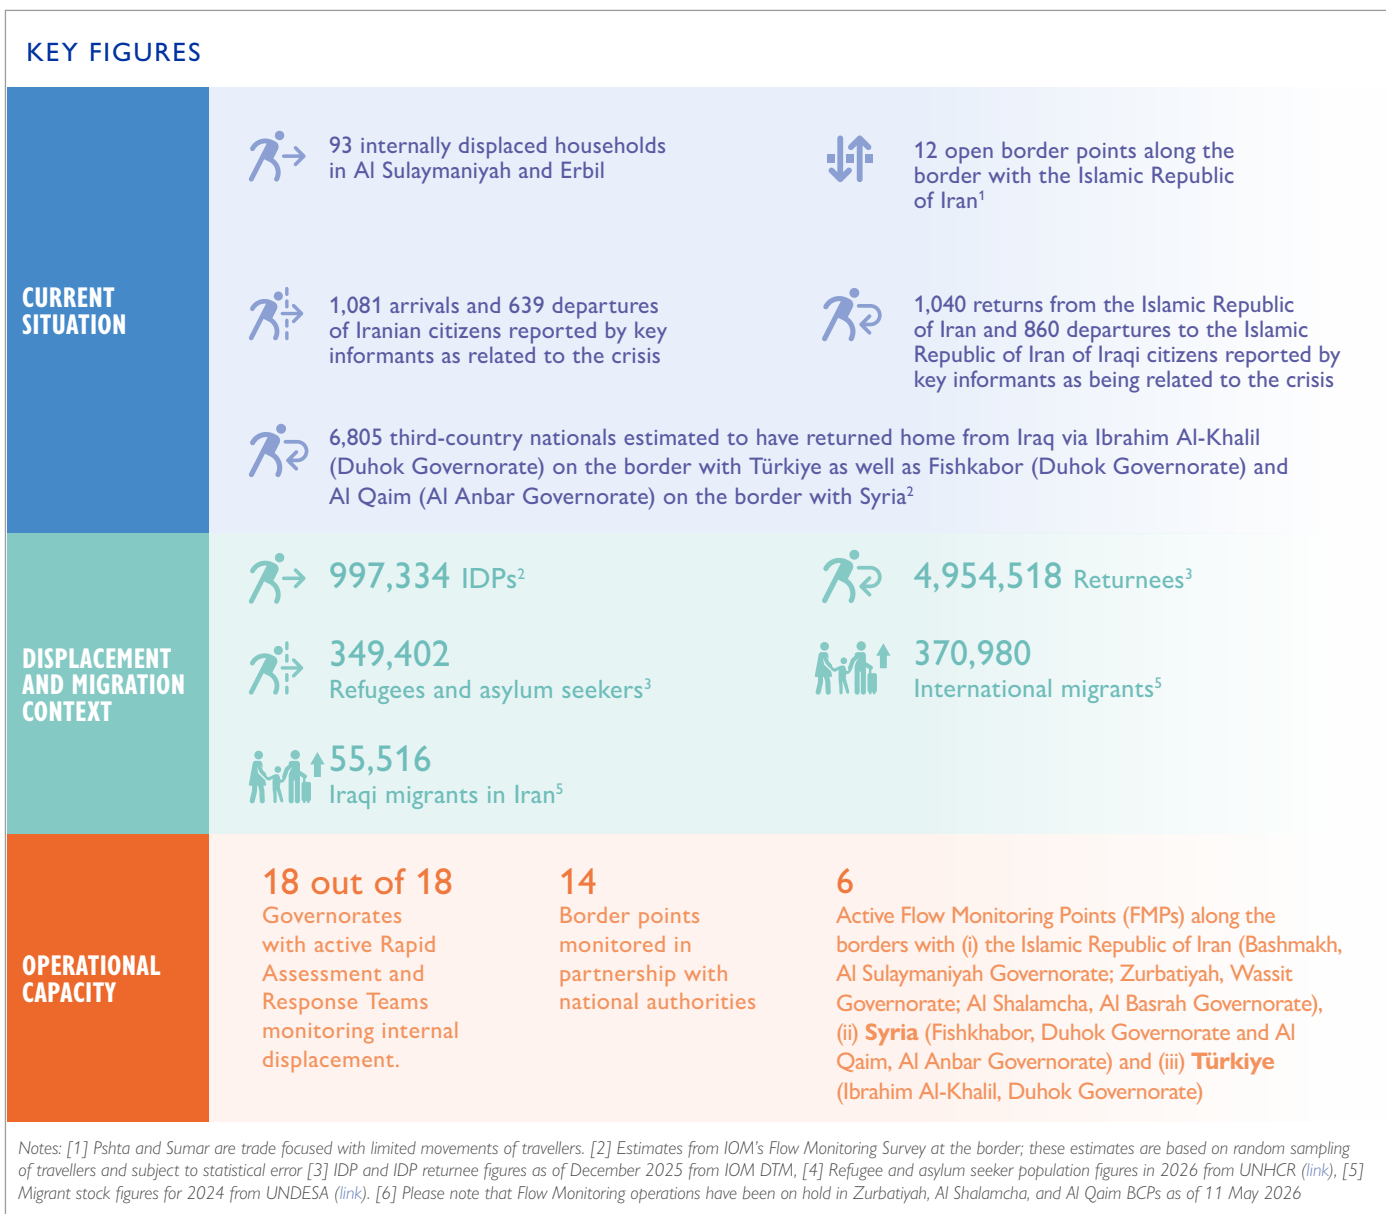 KEY FIGURES
CURRENT
SITUATION
93 internally displaced households
in Al Sulaymaniyah and Erbil
12 open border points along the
border with the Islamic Republic
of Iran1
1,081 arrivals and 639 departures
of Iranian citizens reported by key
informants as related to the crisis
1,040 returns from the Islamic Republic
of Iran and 860 departures to the Islamic
Republic of Iran of Iraqi citizens reported by
key informants as being related to the crisis
6,805 third-country nationals estimated to have returned home from Iraq via Ibrahim Al-Khalil
(Duhok Governorate) on the border with Türkiye as well as Fishkabor (Duhok Governorate) and
Al Qaim (Al Anbar Governorate) on the border with Syria2
DISPLACEMENT
AND MIGRATION
CONTEXT
997,334 IDPs2
4,954,518 Returnees3
349,402
Refugees and asylum seekers3
370,980
International migrants5
55,516
Iraqi migrants in Iran5
OPERATIONAL
CAPACITY
18 out of 18
Governorates
with active Rapid
Assessment and
Response Teams
monitoring internal
displacement.
14
Border points
monitored in
partnership with
national authorities
6
Active Flow Monitoring Points (FMPs) along the
borders with (i) the Islamic Republic of Iran (Bashmakh,
Al Sulaymaniyah Governorate; Zurbatiyah, Wassit
Governorate; Al Shalamcha, Al Basrah Governorate),
(ii) Syria (Fishkhabor, Duhok Governorate and Al
Qaim, Al Anbar Governorate) and (iii) Türkiye
(Ibrahim Al-Khalil, Duhok Governorate)
Notes: [1] Pshta and Sumar are trade focused with limited movements of travellers. [2] Estimates from IOM's Flow Monitoring Survey at the border; these estimates are based on random sampling
of travellers and subject to statistical error [3] IDP and IDP returnee figures as of December 2025 from IOM DTM, [4] Refugee and asylum seeker population figures in 2026 from UNHCR (link), [5]
Migrant stock figures for 2024 from UNDESA (link). [6] Please note that Flow Monitoring operations have been on hold in Zurbatiyah, Al Shalamcha, and Al Qaim BCPs as of 11 May 2026